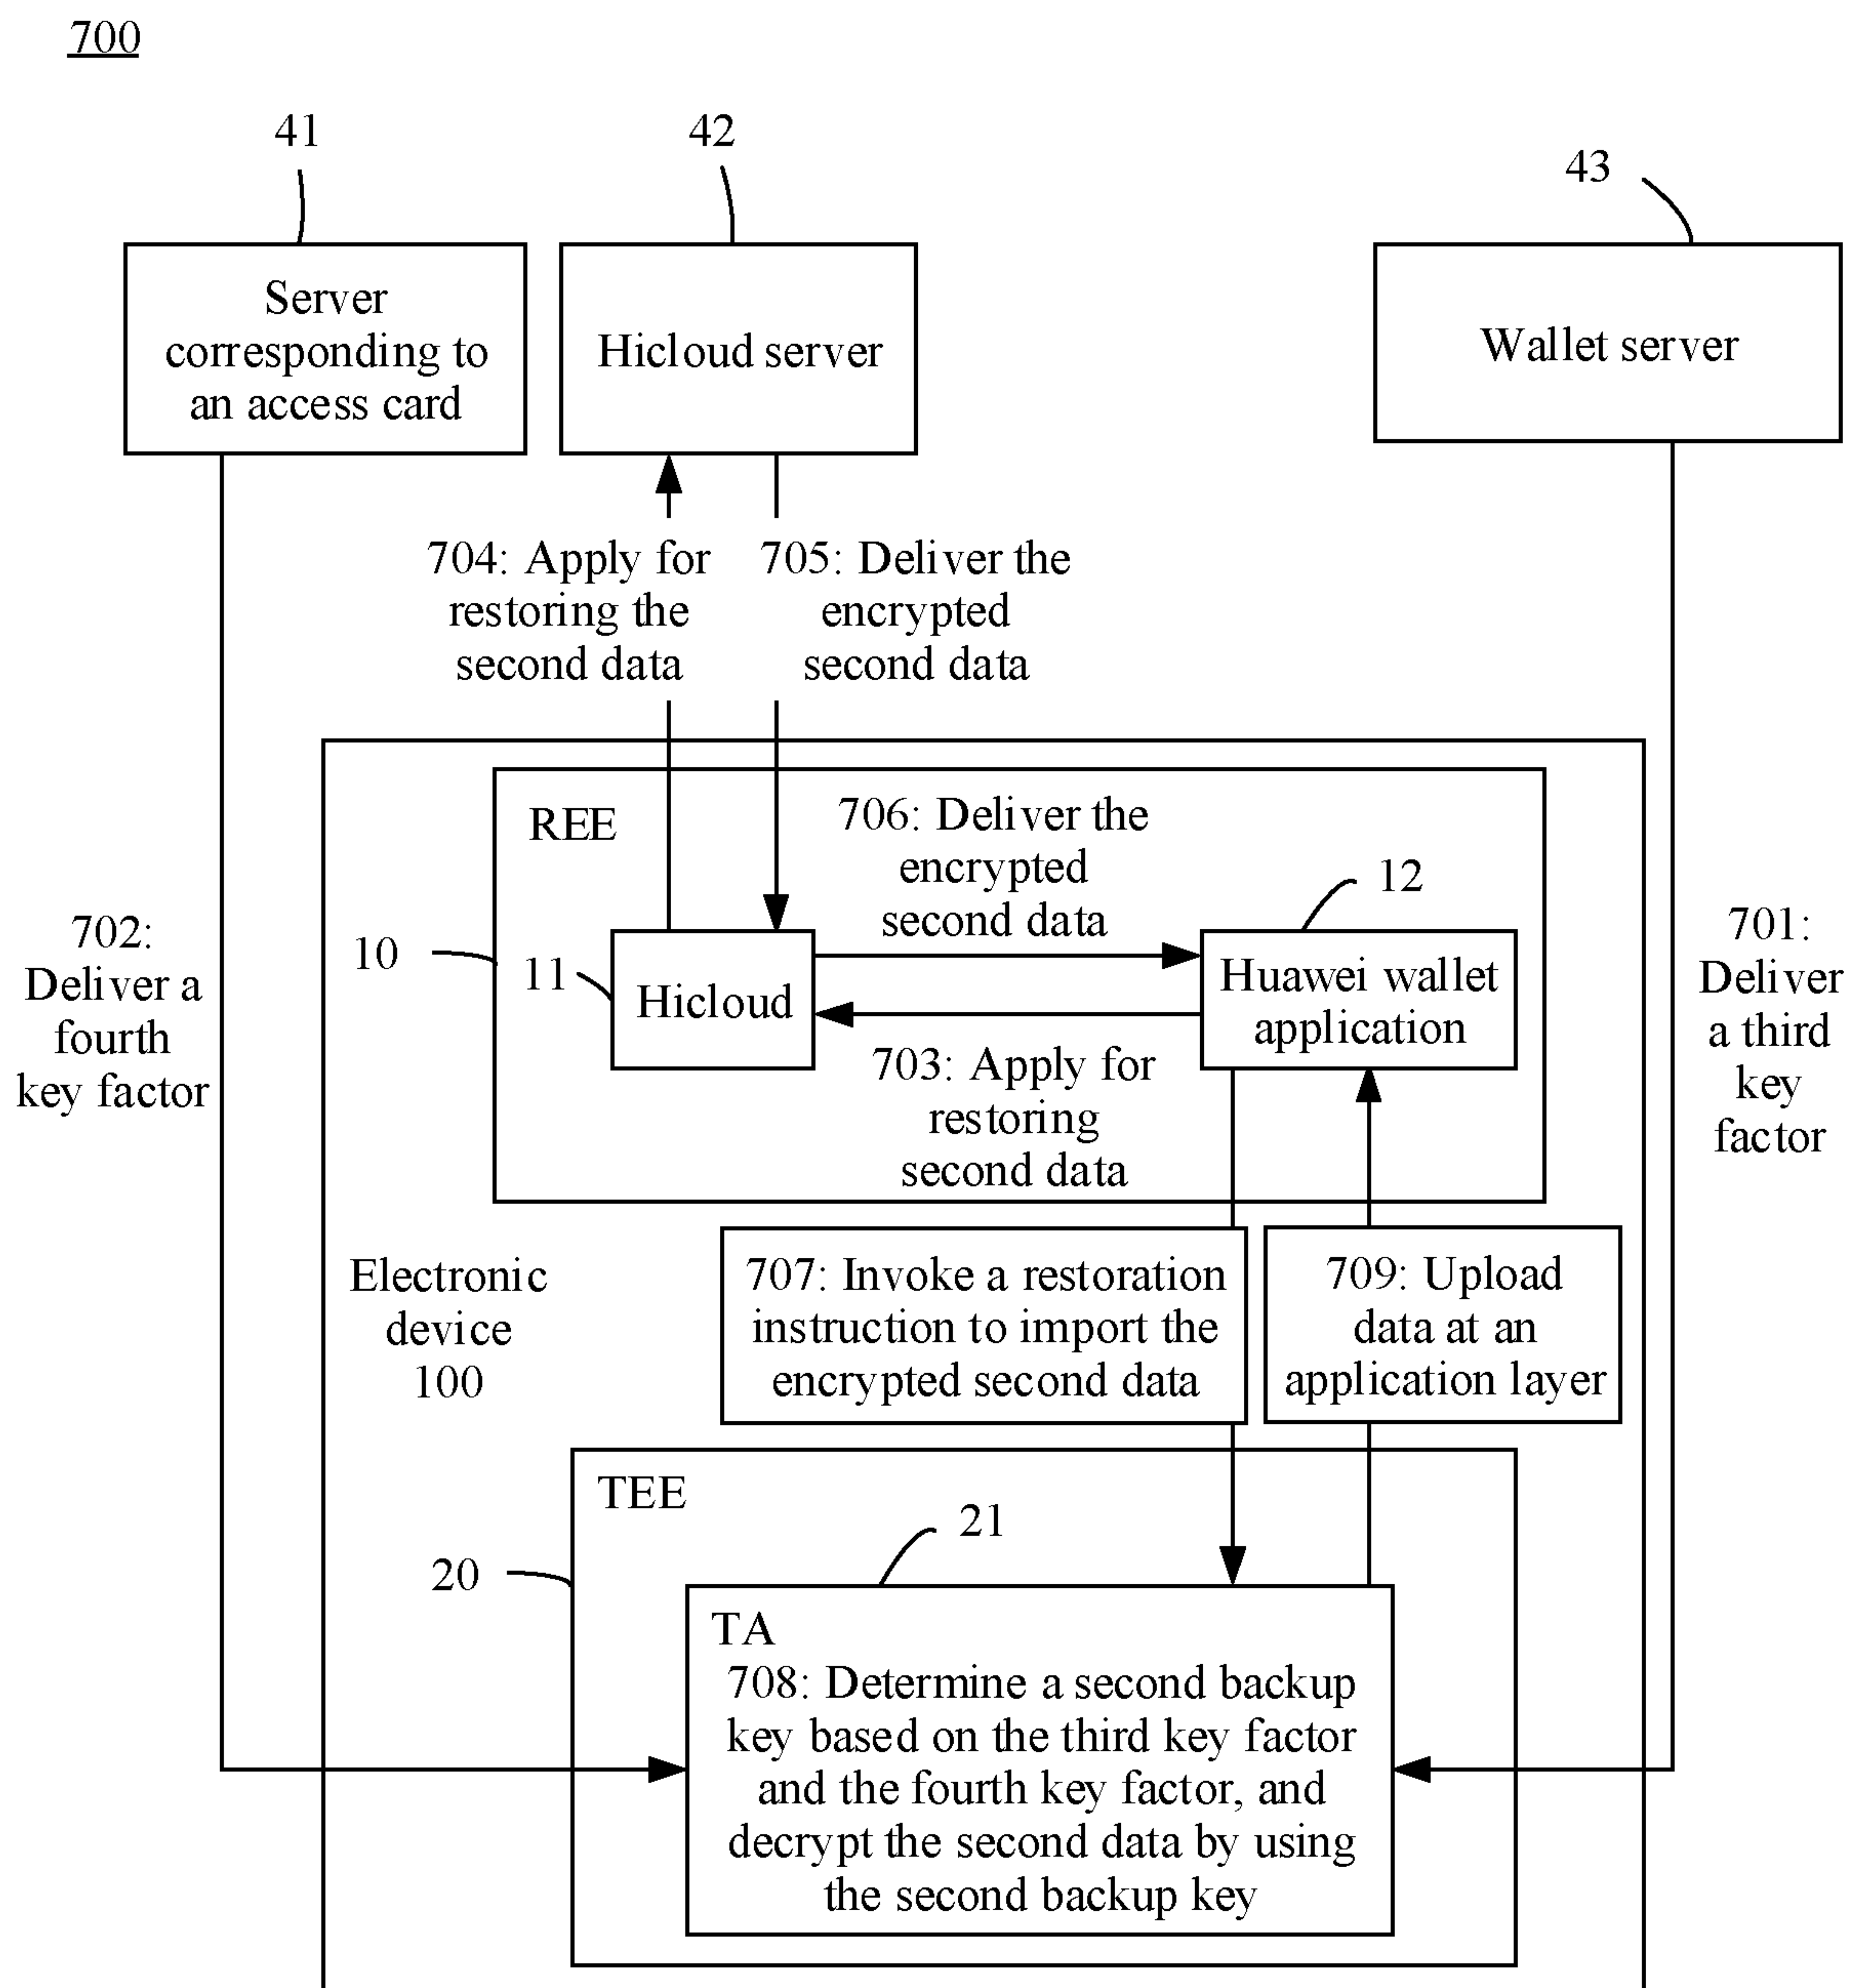 700
41
42
43
Server
corresponding to
an access card
Hicloud server
Wallet server
704: Apply for
restoring the
second data
705: Deliver the
encrypted
second data
REE
706: Deliver the
encrypted
second data
12
702:
Deliver a
fourth
key factor
10
11
Hicloud
Huawei wallet
application
701:
Deliver
a third
key
factor
703: Apply for
restoring
second data
Electronic
device
100
707: Invoke a restoration
instruction to import the
encrypted second data
709: Upload
data at an
application layer
TEE
21
20
TA
708: Determine a second backup
key based on the third key factor
and the fourth key factor, and
decrypt the second data by using
the second backup key